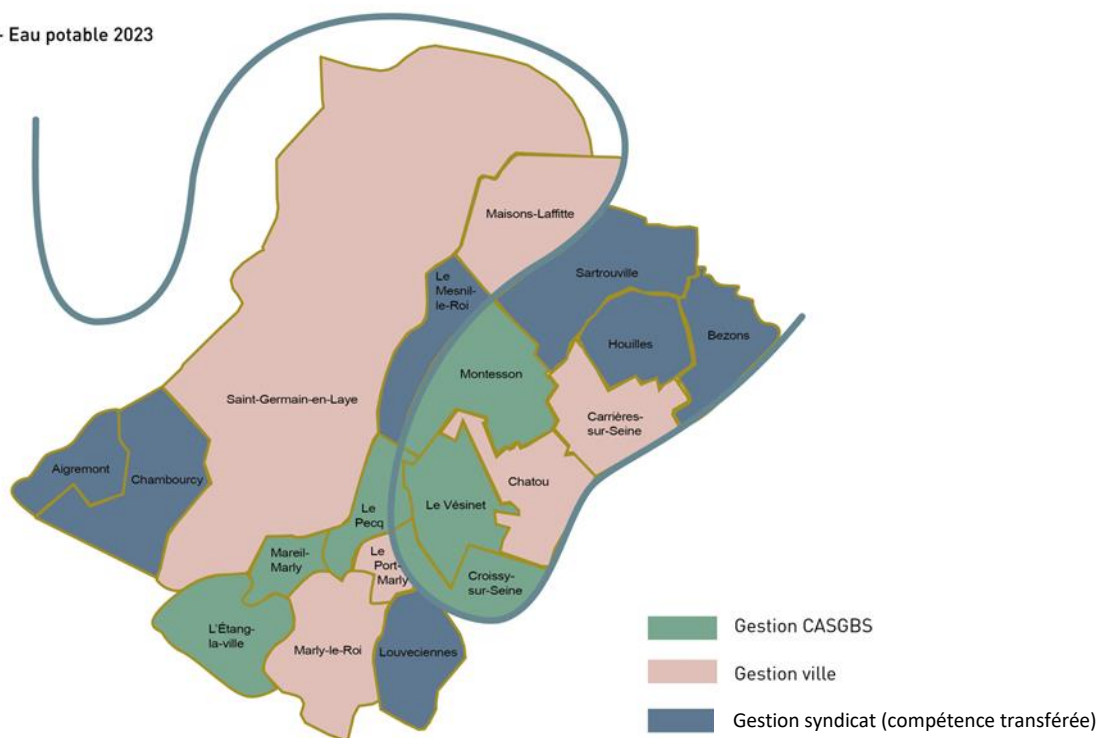 - Eau potable 2023
Maisons-Laffitte
Le
Mesnil-
le-Roi
Sartrouville
Houilles
Bezons
Montesson
Saint-Germain-en-Laye
Carrières-
sur-Seine
Aigremont
Chambourcy
Chatou
Le Vésinet
Le
Pecq
Mareil-
Marly
Le
Port-
Marly
Croissy-
sur-Seine
L'Étang-
la-ville
Marly-le-Roi
Louveciennes
Gestion CASGBS
Gestion ville
Gestion syndicat (compétence transférée)